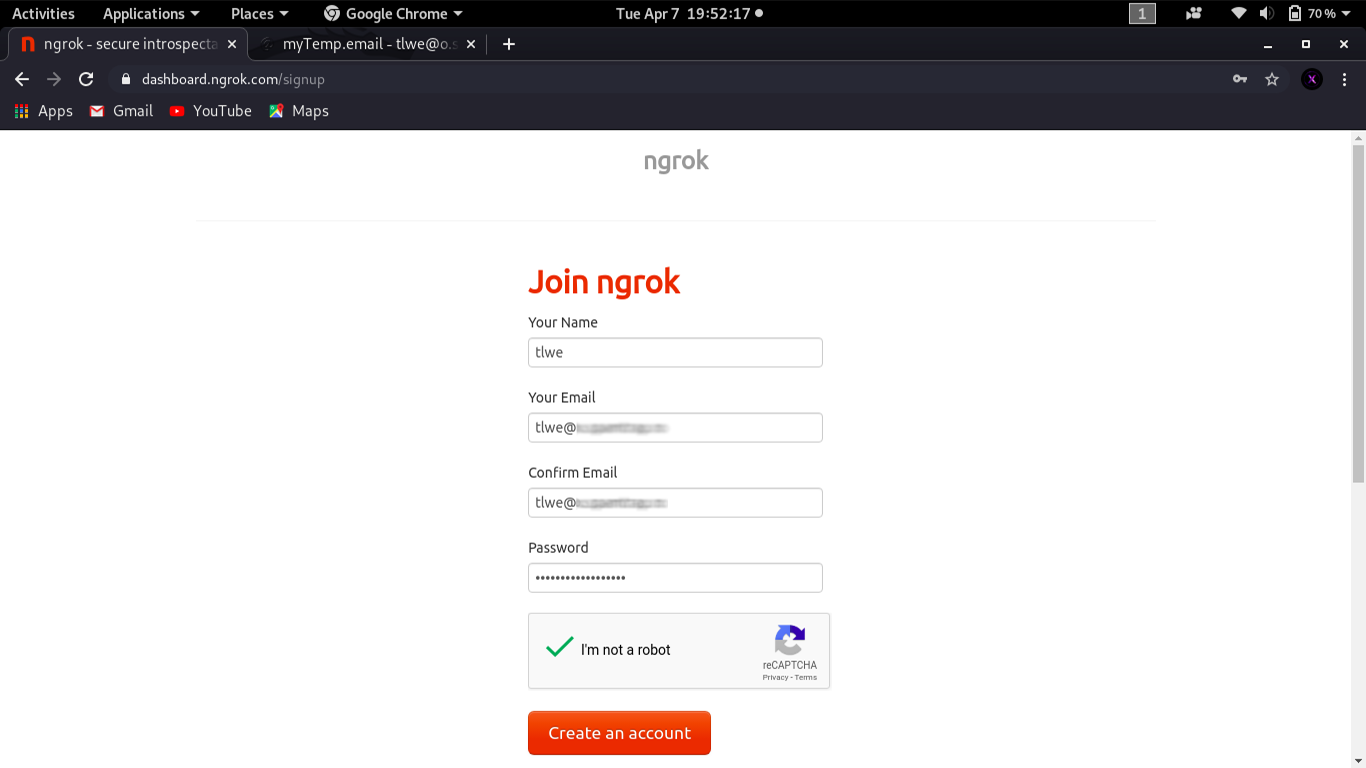 Activities Applications Places Google Chrome Tue Apr 7 19:52:17 1 70 %
ngrok - secure introspecta myTemp.email - tlwe@o.s
dashboard.ngrok.com/signup
Apps Gmail YouTube Maps
ngrok
Join ngrok
Your Name
tlwe
Your Email
tlwe@
Confirm Email
tlwe@
Password
••••••••••••••••••
I'm not a robot
reCAPTCHA
Privacy - Terms
Create an account